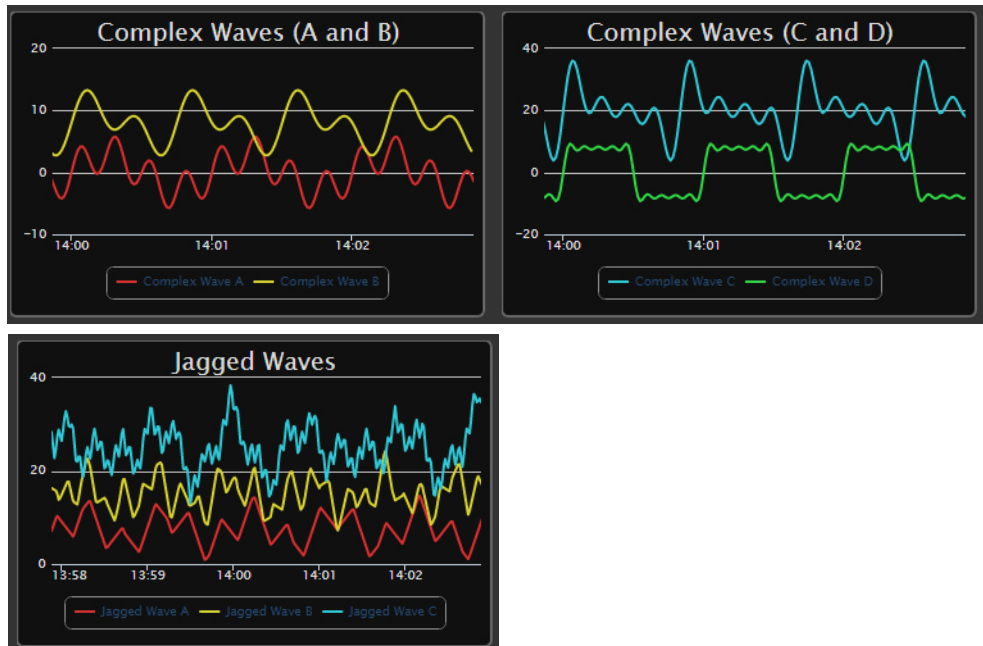 Complex Waves (A and B)
20
10
0
−10
14:00 14:01 14:02
Complex Wave A Complex Wave B
Complex Waves (C and D)
40
20
0
−20
14:00 14:01 14:02
Complex Wave C Complex Wave D
Jagged Waves
40
20
0
13:58 13:59 14:00 14:01 14:02
Jagged Wave A Jagged Wave B Jagged Wave C